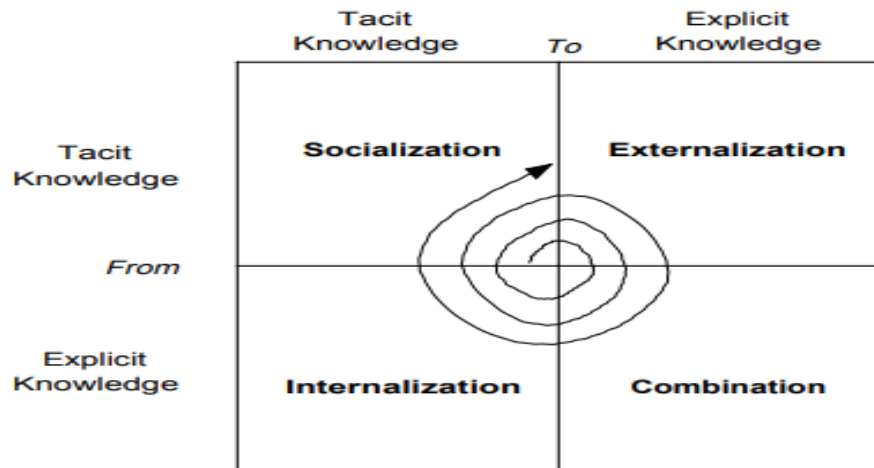 Tacit
Knowledge
To
Explicit
Knowledge
Tacit
Knowledge
Socialization
Externalization
From
Explicit
Knowledge
Internalization
Combination